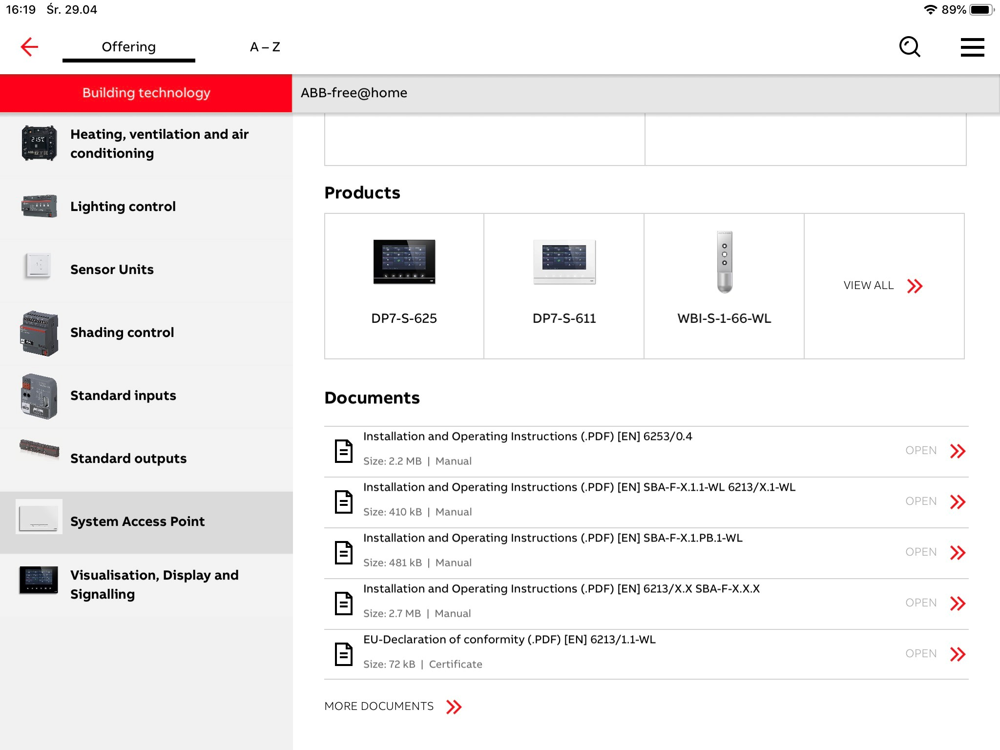 16:19 Śr. 29.04
89%
Offering
A – Z
Building technology
ABB-free@home
Heating, ventilation and air
conditioning
Lighting control
Sensor Units
Shading control
Standard inputs
Standard outputs
System Access Point
Visualisation, Display and
Signalling
Products
DP7-S-625
DP7-S-611
WBI-S-1-66-WL
VIEW ALL
Documents
Installation and Operating Instructions (.PDF) [EN] 6253/0.4
Size: 2.2 MB | Manual
OPEN
Installation and Operating Instructions (.PDF) [EN] SBA-F-X.1.1-WL 6213/X.1-WL
Size: 410 kB | Manual
OPEN
Installation and Operating Instructions (.PDF) [EN] SBA-F-X.1.PB.1-WL
Size: 481 kB | Manual
OPEN
Installation and Operating Instructions (.PDF) [EN] 6213/X.X SBA-F-X.X.X
Size: 2.7 MB | Manual
OPEN
EU-Declaration of conformity (.PDF) [EN] 6213/1.1-WL
Size: 72 kB | Certificate
OPEN
MORE DOCUMENTS